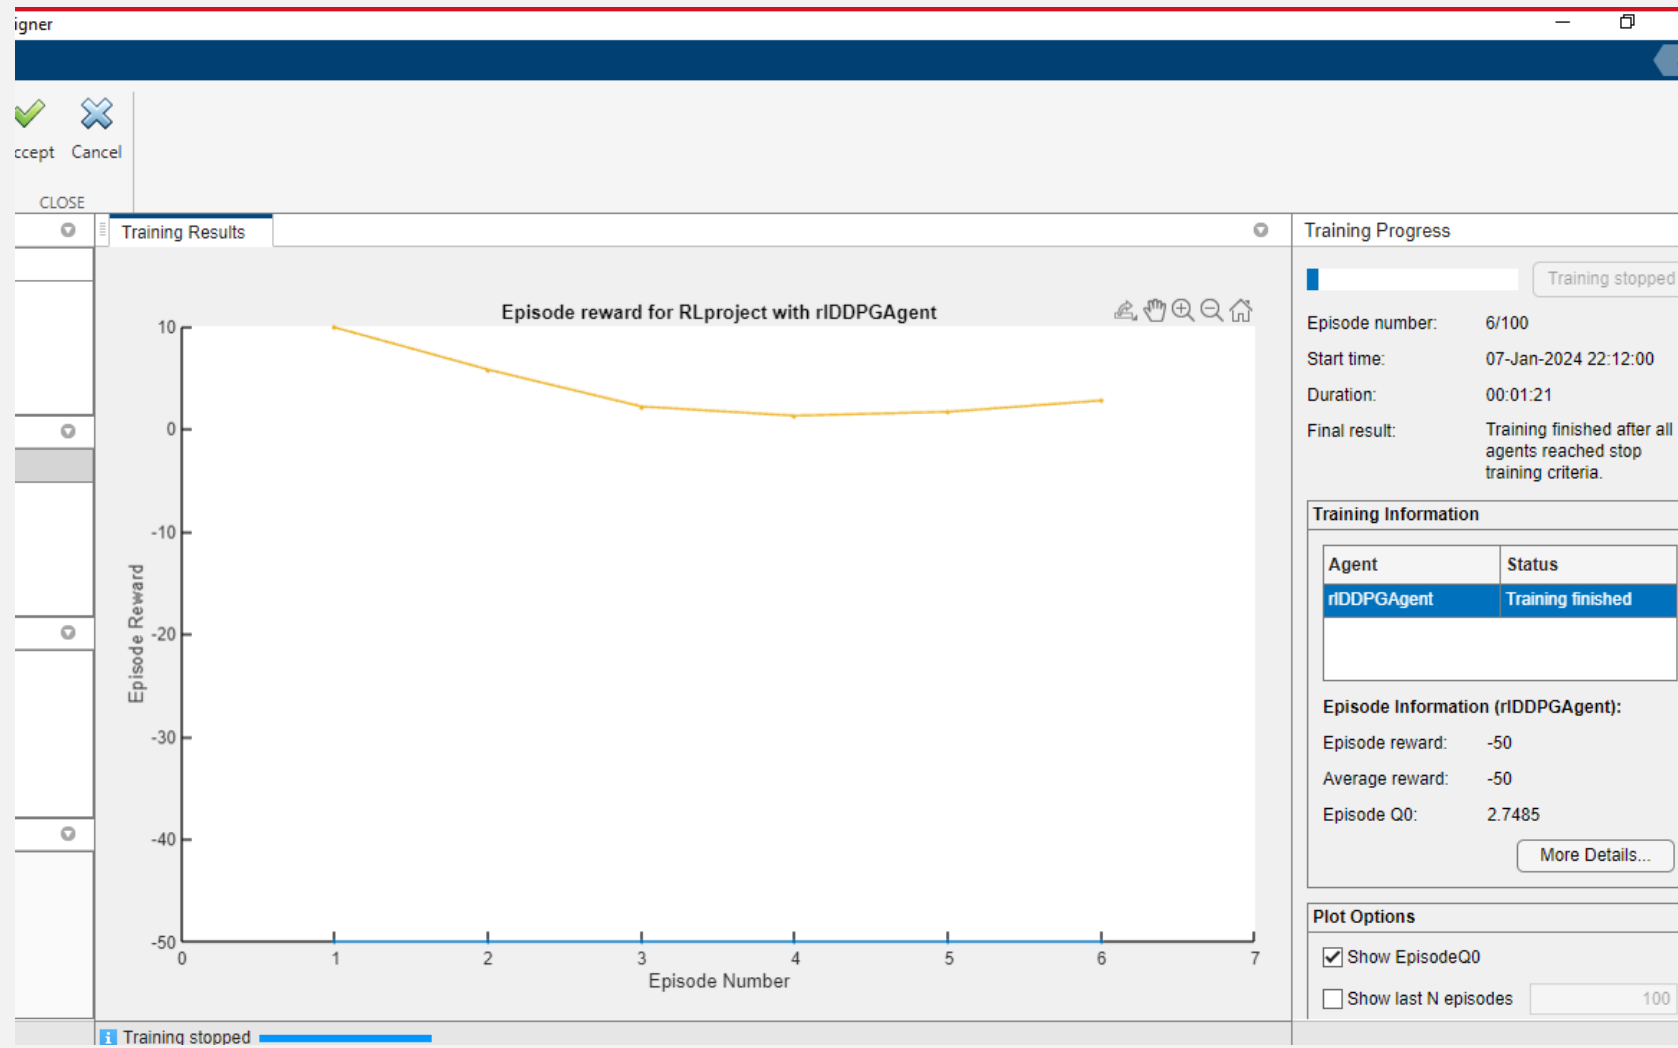 igner
ccept Cancel
CLOSE
Training Results
Episode reward for RLproject with rlDDPGAgent
10
0
-10
-20
-30
-40
-50
Episode Reward
0 1 2 3 4 5 6 7
Episode Number
Training stopped
Training Progress
Training stopped
Episode number: 6/100
Start time: 07-Jan-2024 22:12:00
Duration: 00:01:21
Final result: Training finished after all
agents reached stop
training criteria.
Training Information
Agent Status
rlDDPGAgent Training finished
Episode Information (rlDDPGAgent):
Episode reward: -50
Average reward: -50
Episode Q0: 2.7485
More Details...
Plot Options
Show EpisodeQ0
Show last N episodes 100